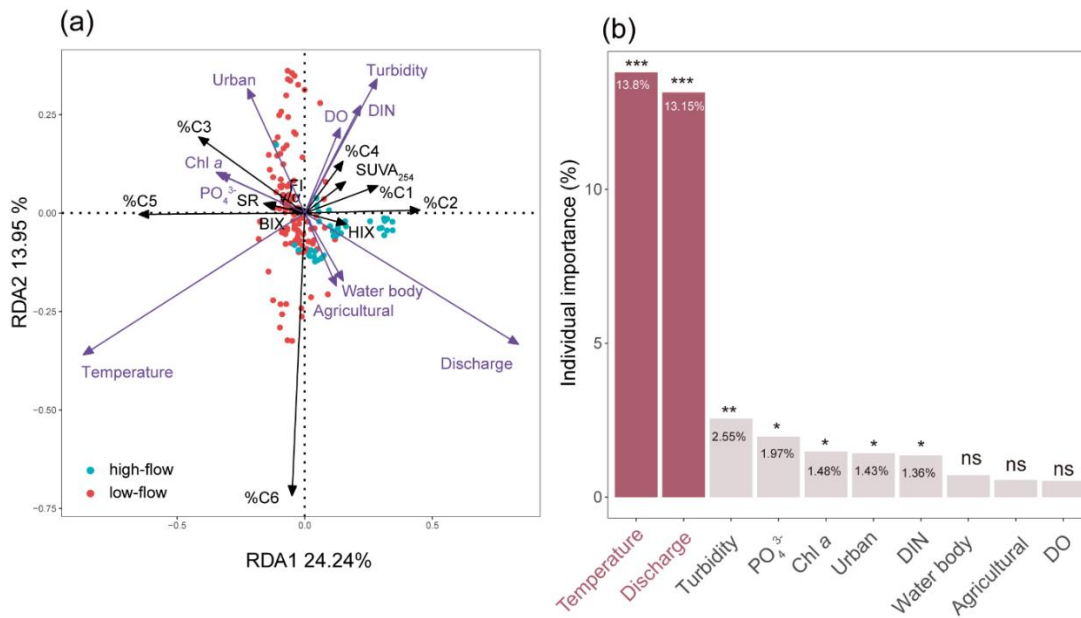 (a)
RDA2 13.95 %
0.25
0.00
−0.25
−0.50
−0.75
Urban
Turbidity
DO
DIN
%C3
%C4
Chl a
SUVA254
FI
%C1
PO4 3-
SR
%C5
%C2
BIX
HIX
Water body
Agricultural
Temperature
Discharge
high-flow
low-flow
%C6
−0.5
0.0
0.5
RDA1 24.24%
(b)
Individual importance (%)
10
5
0
***
13.8%
***
13.15%
**
2.55%
*
1.97%
*
1.48%
*
1.43%
*
1.36%
ns
ns
ns
Temperature
Discharge
Turbidity
PO4 3-
Chl a
Urban
DIN
Water body
Agricultural
DO